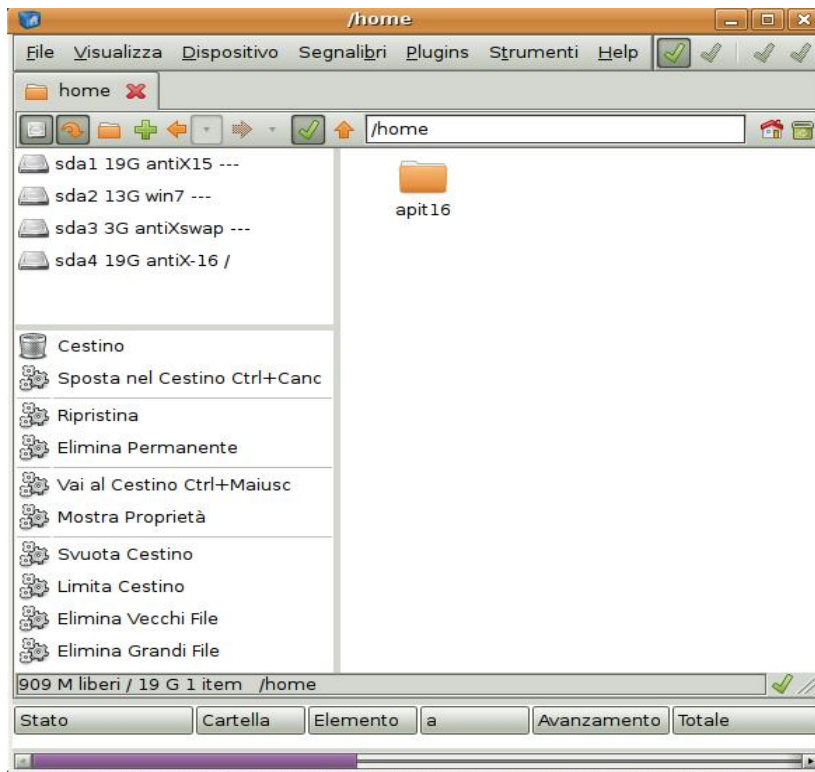 /home
File Visualizza Dispositivo Segnalibri Plugins Strumenti Help
home
/home
sda1 19G antiX15 ---
sda2 13G win7 ---
sda3 3G antiXswap ---
sda4 19G antiX-16 /
apit16
Cestino
Sposta nel Cestino Ctrl+Canc
Ripristina
Elimina Permanente
Vai al Cestino Ctrl+Maiusc
Mostra Proprietà
Svuota Cestino
Limita Cestino
Elimina Vecchi File
Elimina Grandi File
909 M liberi / 19 G 1 item /home
Stato Cartella Elemento a Avanzamento Totale